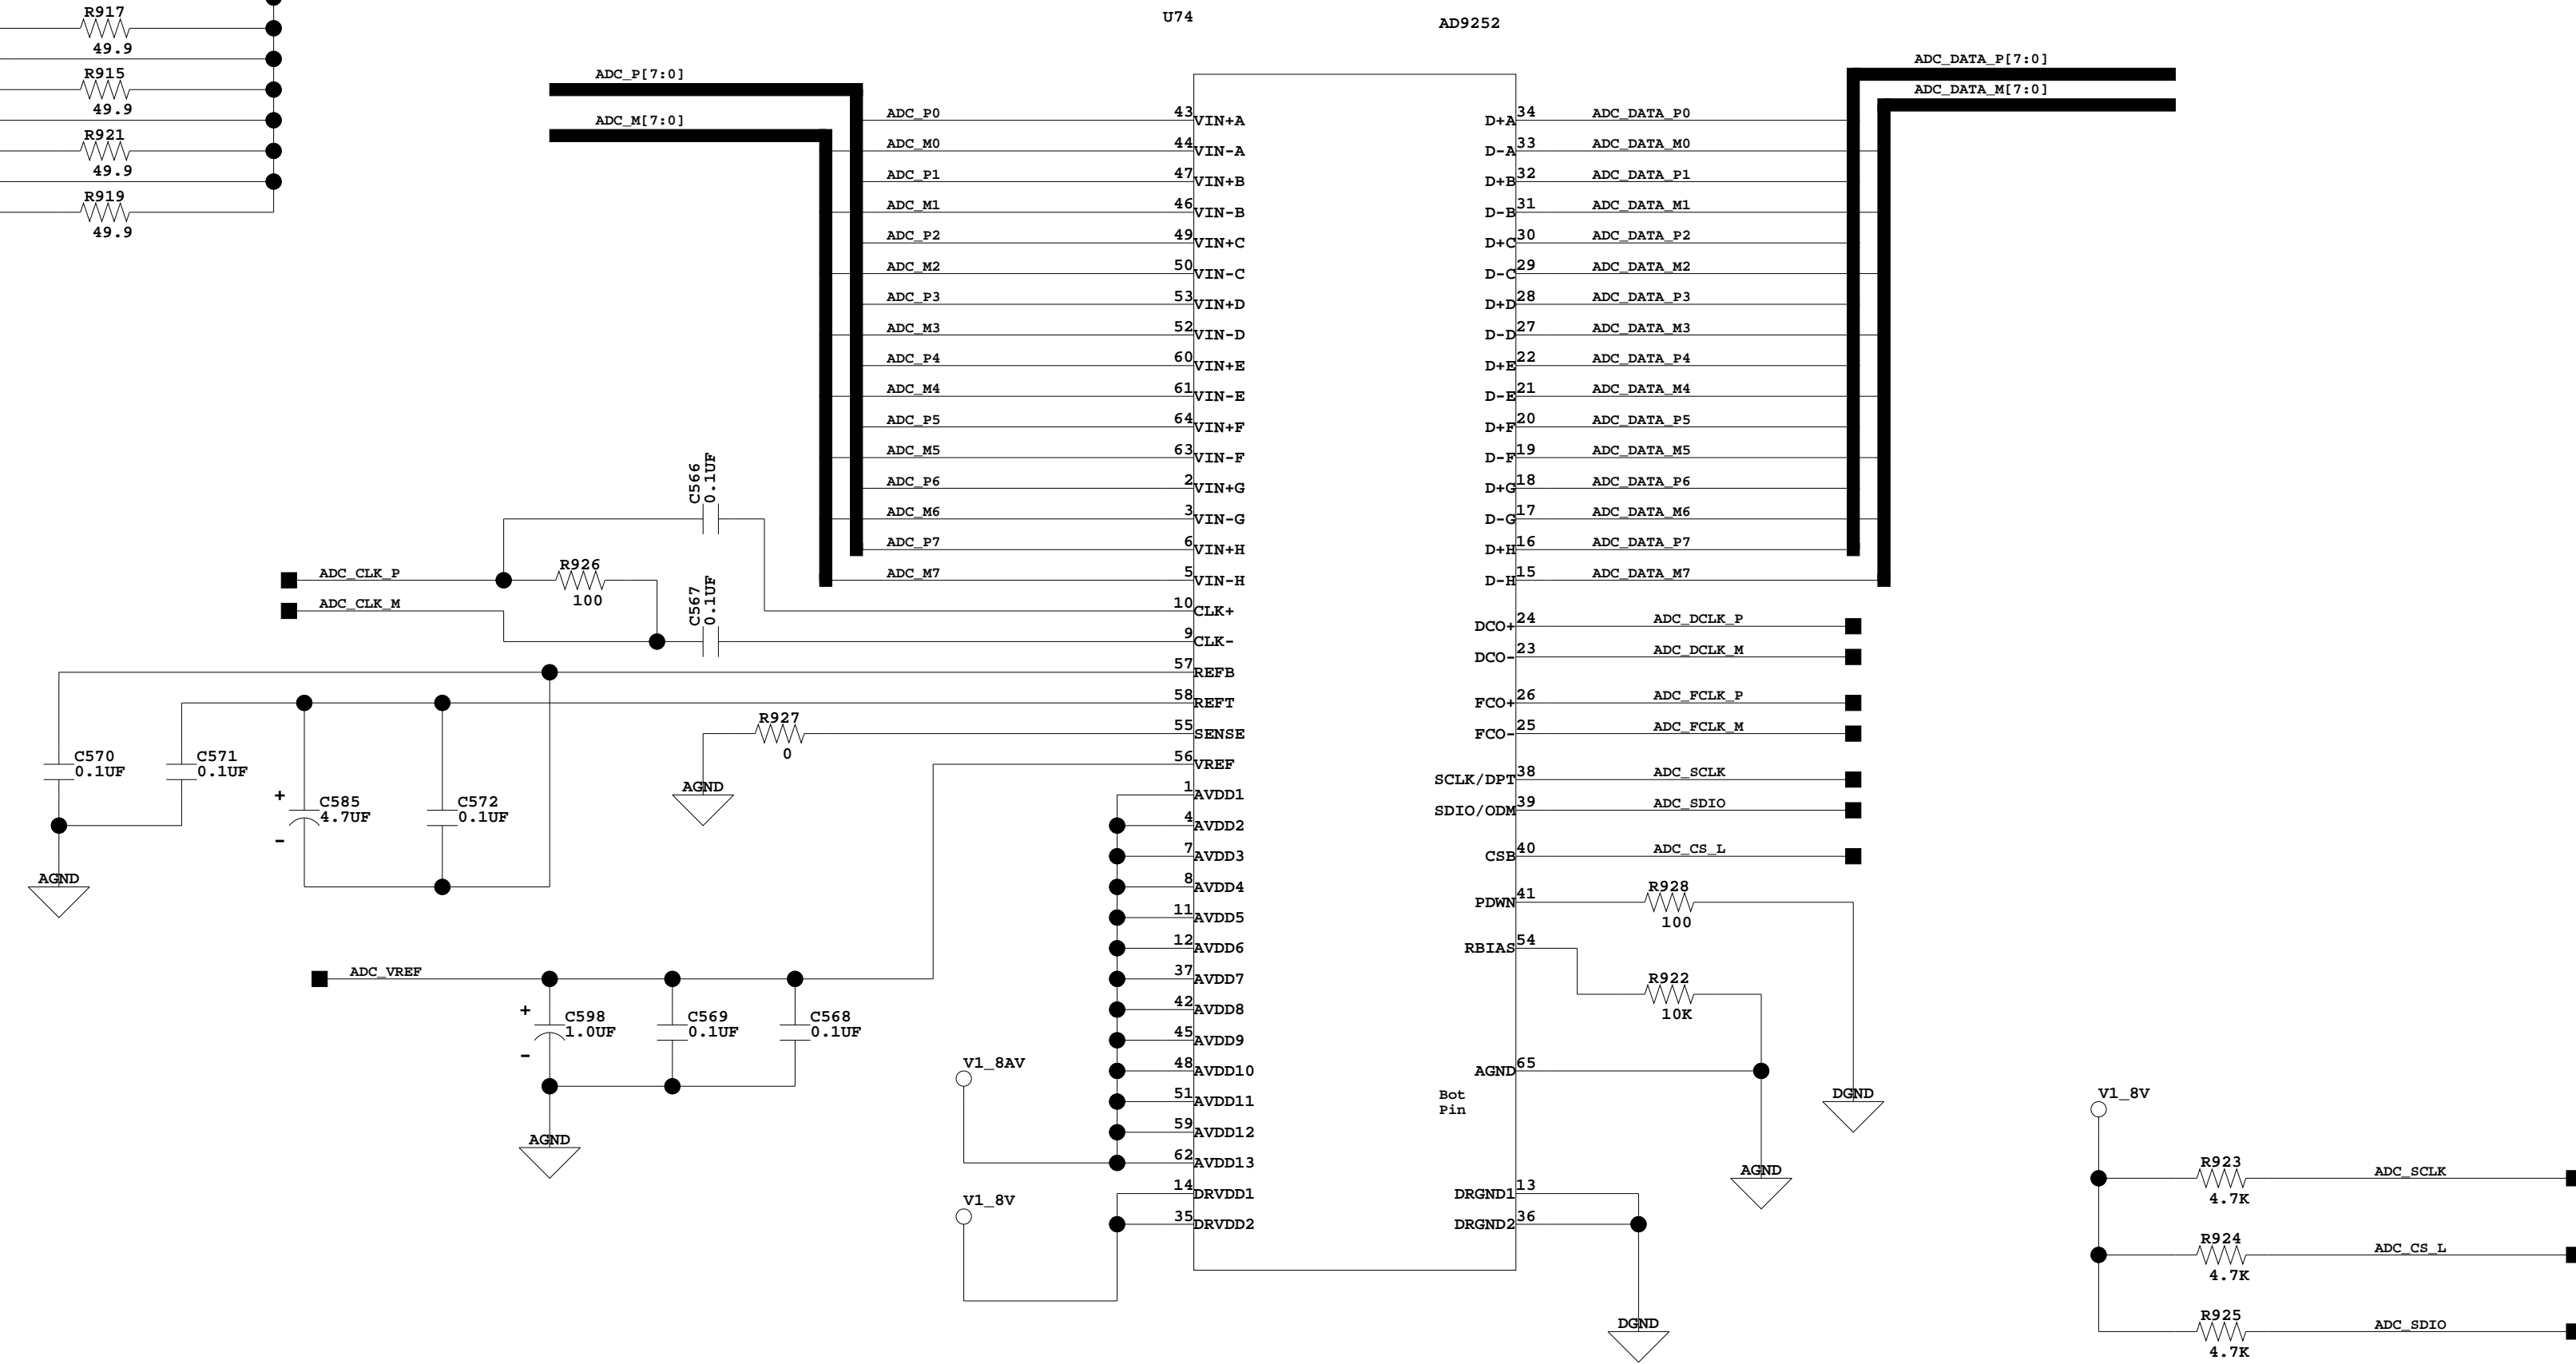 U74
AD9252
R917
49.9
R915
49.9
R921
49.9
R919
49.9
ADC_P[7:0]
ADC_M[7:0]
ADC_DATA_P[7:0]
ADC_DATA_M[7:0]
ADC_P0 43 VIN+A D+A 34 ADC_DATA_P0
ADC_M0 44 VIN-A D-A 33 ADC_DATA_M0
ADC_P1 47 VIN+B D+B 32 ADC_DATA_P1
ADC_M1 46 VIN-B D-B 31 ADC_DATA_M1
ADC_P2 49 VIN+C D+C 30 ADC_DATA_P2
ADC_M2 50 VIN-C D-C 29 ADC_DATA_M2
ADC_P3 53 VIN+D D+D 28 ADC_DATA_P3
ADC_M3 52 VIN-D D-D 27 ADC_DATA_M3
ADC_P4 60 VIN+E D+E 22 ADC_DATA_P4
ADC_M4 61 VIN-E D-E 21 ADC_DATA_M4
ADC_P5 64 VIN+F D+F 20 ADC_DATA_P5
ADC_M5 63 VIN-F D-F 19 ADC_DATA_M5
ADC_P6 2 VIN+G D+G 18 ADC_DATA_P6
ADC_M6 3 VIN-G D-G 17 ADC_DATA_M6
ADC_P7 6 VIN+H D+H 16 ADC_DATA_P7
ADC_M7 5 VIN-H D-H 15 ADC_DATA_M7
C566
0.1UF
ADC_CLK_P
R926
100
ADC_CLK_M
C567
0.1UF
10 CLK+
9 CLK-
57 REFB
58 REFT
R927
0
55 SENSE
56 VREF
AGND
C570
0.1UF
C571
0.1UF
+
C585
4.7UF
-
C572
0.1UF
AGND
ADC_VREF
+
C598
1.0UF
-
C569
0.1UF
C568
0.1UF
AGND
1 AVDD1
4 AVDD2
7 AVDD3
8 AVDD4
11 AVDD5
12 AVDD6
37 AVDD7
42 AVDD8
45 AVDD9
48 AVDD10
51 AVDD11
59 AVDD12
62 AVDD13
14 DRVDD1
35 DRVDD2
V1_8AV
V1_8V
DCO+ 24 ADC_DCLK_P
DCO- 23 ADC_DCLK_M
FCO+ 26 ADC_FCLK_P
FCO- 25 ADC_FCLK_M
SCLK/DPT 38 ADC_SCLK
SDIO/ODM 39 ADC_SDIO
CSB 40 ADC_CS_L
PDWN 41 R928
100
RBIAS 54
R922
10K
AGND 65
Bot
Pin
DGND
AGND
DRGND1 13
DRGND2 36
DGND
V1_8V
R923 ADC_SCLK
4.7K
R924 ADC_CS_L
4.7K
R925 ADC_SDIO
4.7K